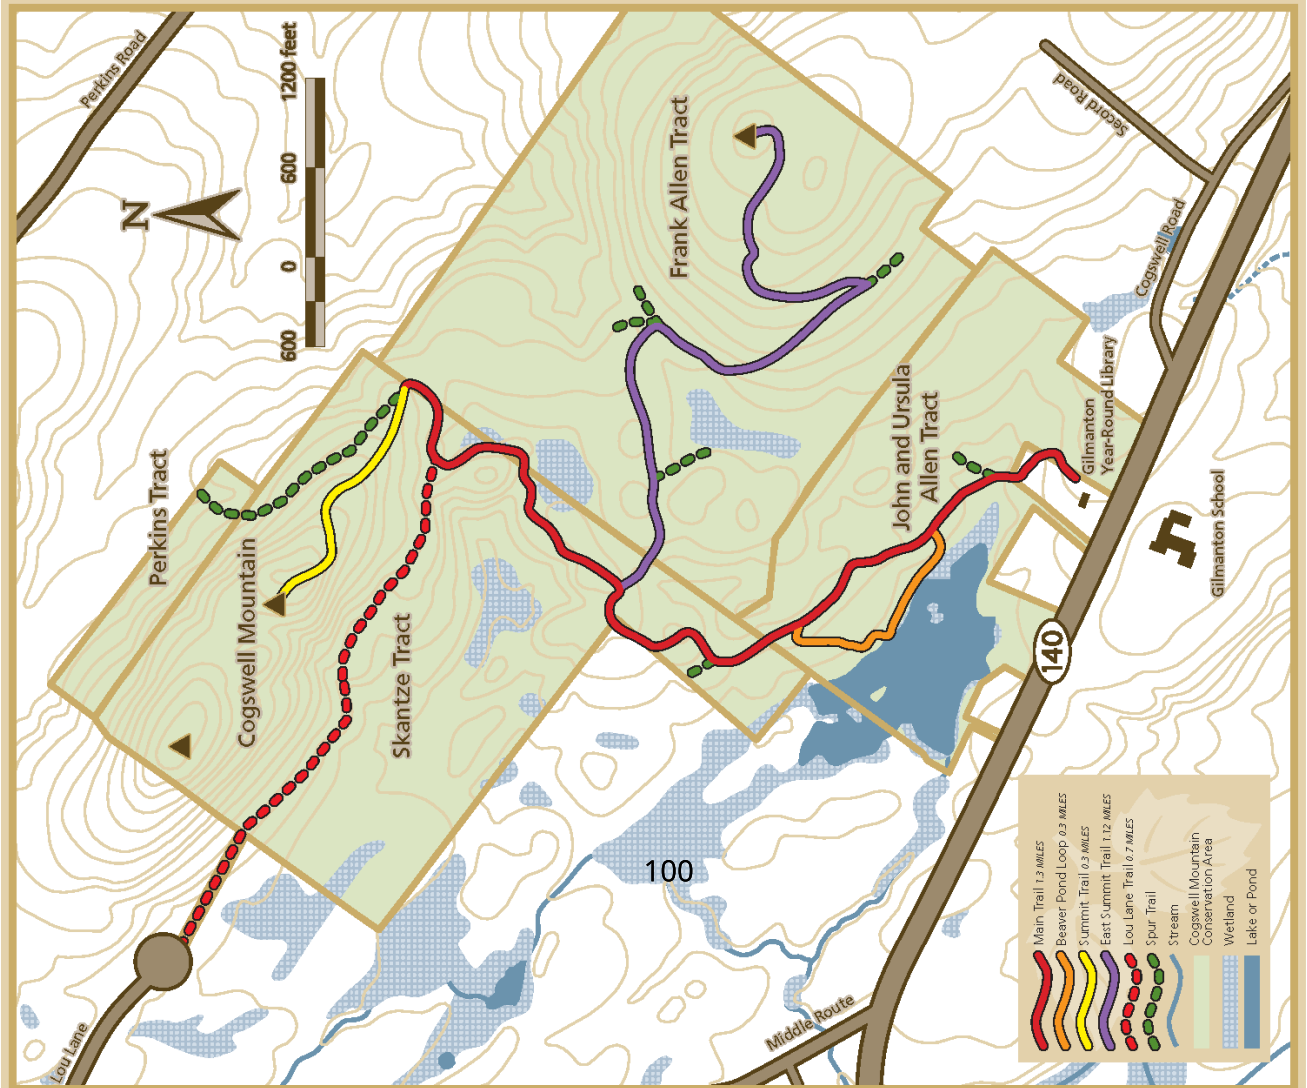 Perkins Road
N
600 0 600 1200 feet
Secord Road
Frank Allen Tract
Cogswell Road
Perkins Tract
Cogswell Mountain
Skantze Tract
John and Ursula
Allen Tract
Gilmanton
Year-Round Library
Gilmanton School
140
100
Lou Lane
Middle Route
Main Trail 1.3 MILES
Beaver Pond Loop 0.3 MILES
Summit Trail 0.3 MILES
East Summit Trail 1.12 MILES
Lou Lane Trail 0.7 MILES
Spur Trail
Stream
Cogswell Mountain
Conservation Area
Wetland
Lake or Pond